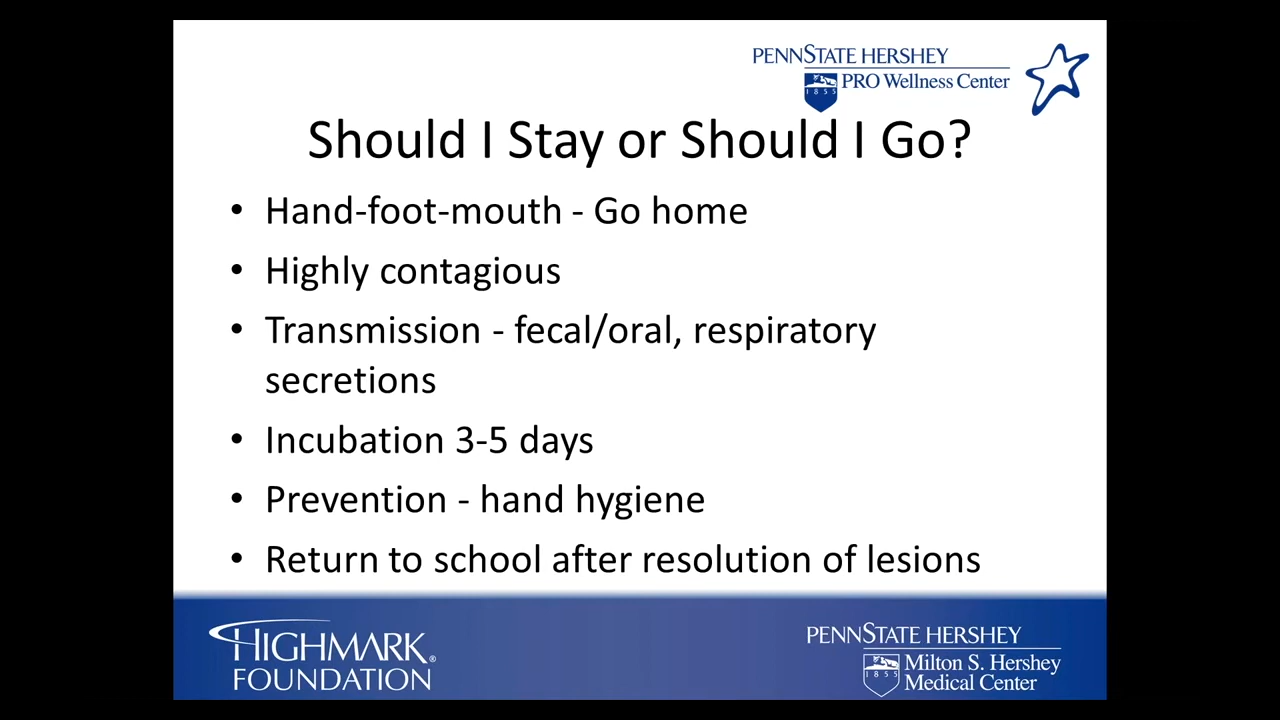 PENNSTATE HERSHEY
PRO Wellness Center
1855
Should I Stay or Should I Go?
• Hand-foot-mouth - Go home
• Highly contagious
• Transmission - fecal/oral, respiratory
secretions
• Incubation 3-5 days
• Prevention - hand hygiene
• Return to school after resolution of lesions
HIGHMARK®
FOUNDATION
PENNSTATE HERSHEY
1855
Milton S. Hershey
Medical Center